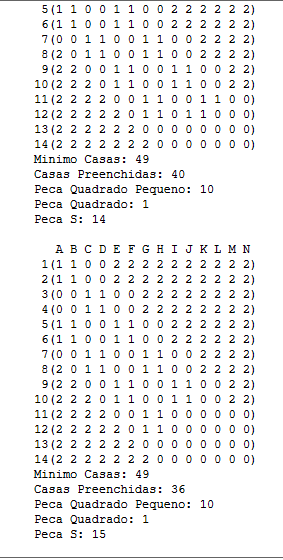 5(1 1 0 0 1 1 0 0 2 2 2 2 2 2)
6(1 1 0 0 1 1 0 0 2 2 2 2 2 2)
7(0 0 1 1 0 0 1 1 0 0 2 2 2 2)
8(2 0 1 1 0 0 1 1 0 0 2 2 2 2)
9(2 2 0 0 1 1 0 0 1 1 0 0 2 2)
10(2 2 2 0 1 1 0 0 1 1 0 0 2 2)
11(2 2 2 2 0 0 1 1 0 0 1 1 0 0)
12(2 2 2 2 2 0 1 1 0 1 1 0 0 0)
13(2 2 2 2 2 2 0 0 0 0 0 0 0 0)
14(2 2 2 2 2 2 2 0 0 0 0 0 0 0)
Minimo Casas: 49
Casas Preenchidas: 40
Peca Quadrado Pequeno: 10
Peca Quadrado: 1
Peca S: 14
A B C D E F G H I J K L M N
1(1 1 0 0 2 2 2 2 2 2 2 2 2 2)
2(1 1 0 0 2 2 2 2 2 2 2 2 2 2)
3(0 0 1 1 0 0 2 2 2 2 2 2 2 2)
4(0 0 1 1 0 0 2 2 2 2 2 2 2 2)
5(1 1 0 0 1 1 0 0 2 2 2 2 2 2)
6(1 1 0 0 1 1 0 0 2 2 2 2 2 2)
7(0 0 1 1 0 0 1 1 0 0 2 2 2 2)
8(2 0 1 1 0 0 1 1 0 0 2 2 2 2)
9(2 2 0 0 1 1 0 0 1 1 0 0 2 2)
10(2 2 2 0 1 1 0 0 1 1 0 0 2 2)
11(2 2 2 2 0 0 1 1 0 0 0 0 0 0)
12(2 2 2 2 2 0 1 1 0 0 0 0 0 0)
13(2 2 2 2 2 2 0 0 0 0 0 0 0 0)
14(2 2 2 2 2 2 2 0 0 0 0 0 0 0)
Minimo Casas: 49
Casas Preenchidas: 36
Peca Quadrado Pequeno: 10
Peca Quadrado: 1
Peca S: 15